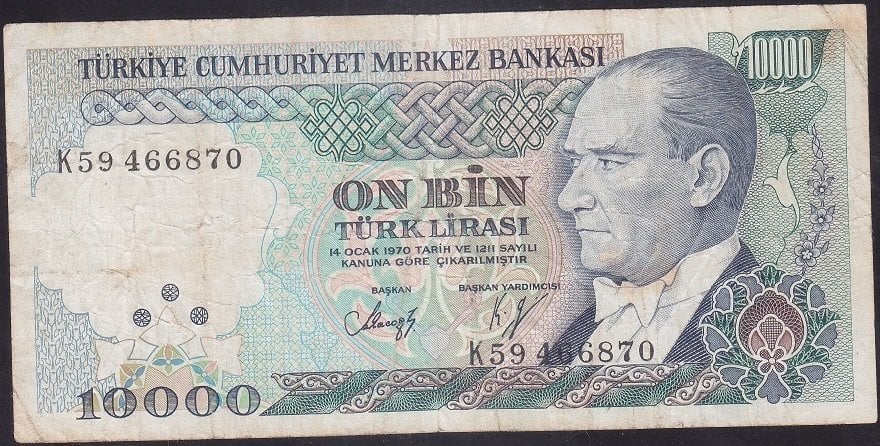 TÜRKİYE CUMHURİYET MERKEZ BANKASI
10000
K59 466870
ON BİN
TÜRK LİRASI
14 OCAK 1970 TARİH VE 1211 SAYILI
KANUNA GÖRE ÇIKARILMIŞTIR
BAŞKAN BAŞKAN YARDIMCISI
K59 466870
10000